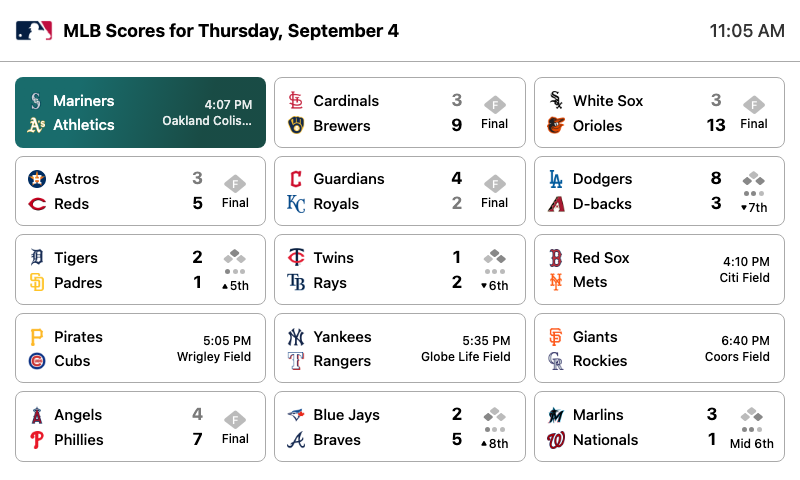 MLB Scores for Thursday, September 4
11:05 AM
Mariners
Athletics
4:07 PM
Oakland Colis...
Cardinals 3
Brewers 9
F
Final
White Sox 3
Orioles 13
F
Final
Astros 3
Reds 5
F
Final
Guardians 4
Royals 2
F
Final
Dodgers 8
D-backs 3
▼7th
Tigers 2
Padres 1
▲5th
Twins 1
Rays 2
▼6th
Red Sox
Mets
4:10 PM
Citi Field
Pirates
Cubs
5:05 PM
Wrigley Field
Yankees
Rangers
5:35 PM
Globe Life Field
Giants
Rockies
6:40 PM
Coors Field
Angels 4
Phillies 7
F
Final
Blue Jays 2
Braves 5
▲8th
Marlins 3
Nationals 1
Mid 6th